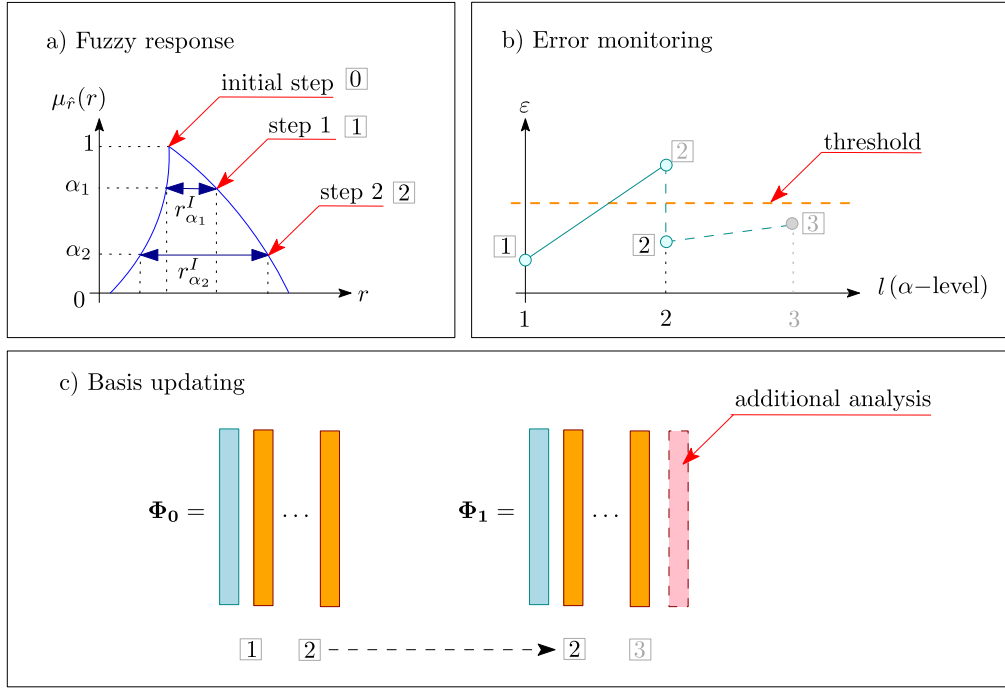 a) Fuzzy response
initial step 0
μr̂(r)
step 1 1
1
α1
step 2 2
r^I_α1
α2
r^I_α2
0
r
b) Error monitoring
ε
2
threshold
1
2
3
l (α−level)
1
2
3
c) Basis updating
additional analysis
Φ0 = ...
Φ1 = ...
1
2
2
3